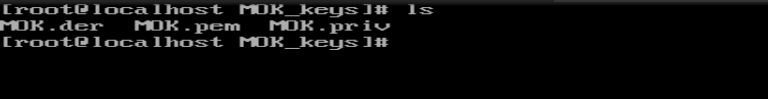 [root@localhost MOK_keys]# ls
MOK.der  MOK.pem  MOK.priv
[root@localhost MOK_keys]#